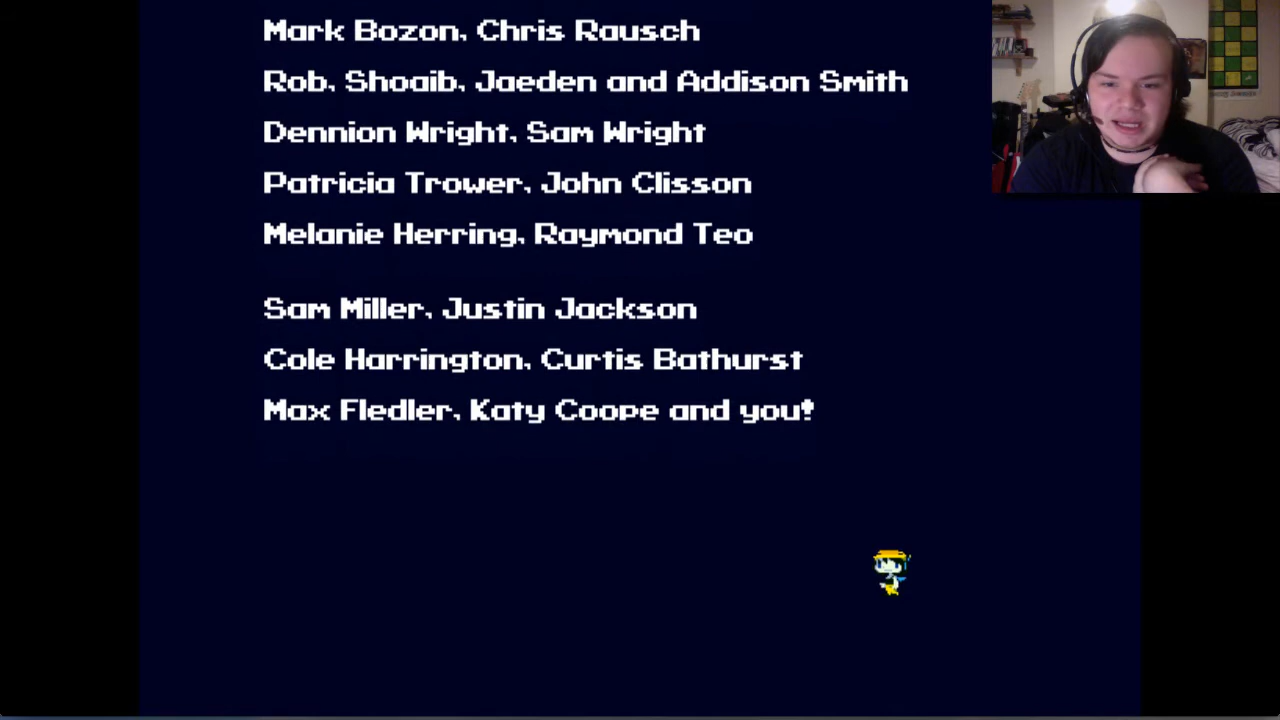 Mark Bozon, Chris Rausch
Rob, Shoaib, Jaeden and Addison Smith
Dennion Wright, Sam Wright
Patricia Trower, John Clisson
Melanie Herring, Raymond Teo
Sam Miller, Justin Jackson
Cole Harrington, Curtis Bathurst
Max Fledler, Katy Coope and you!